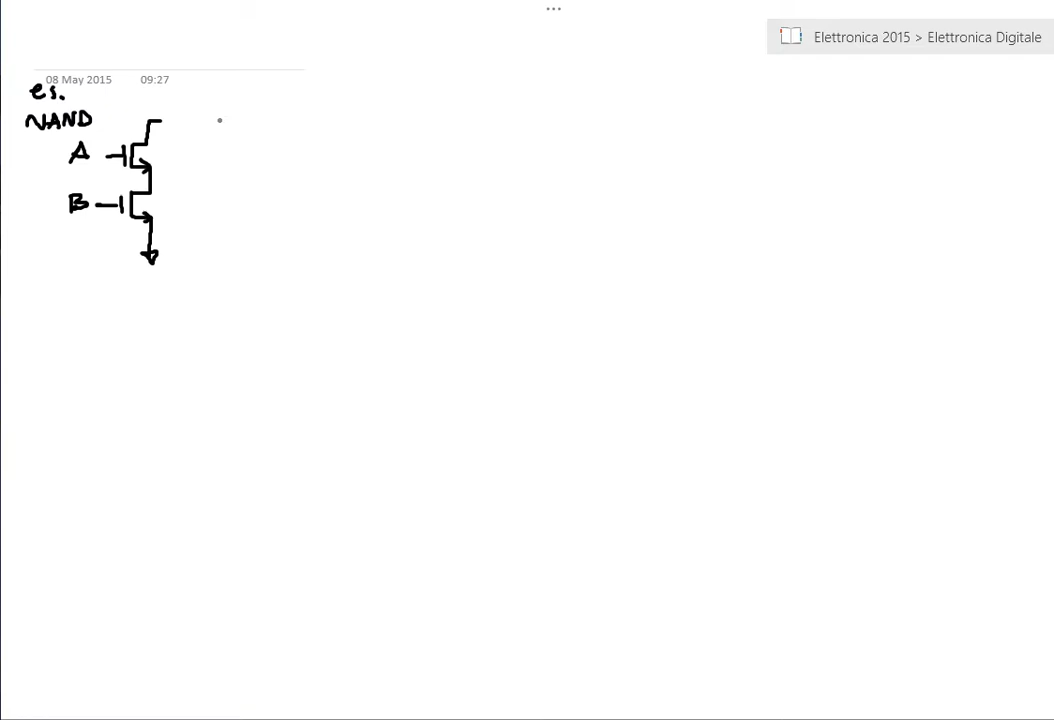 Elettronica 2015 > Elettronica Digitale
08 May 2015 09:27
es.
NAND
A
B